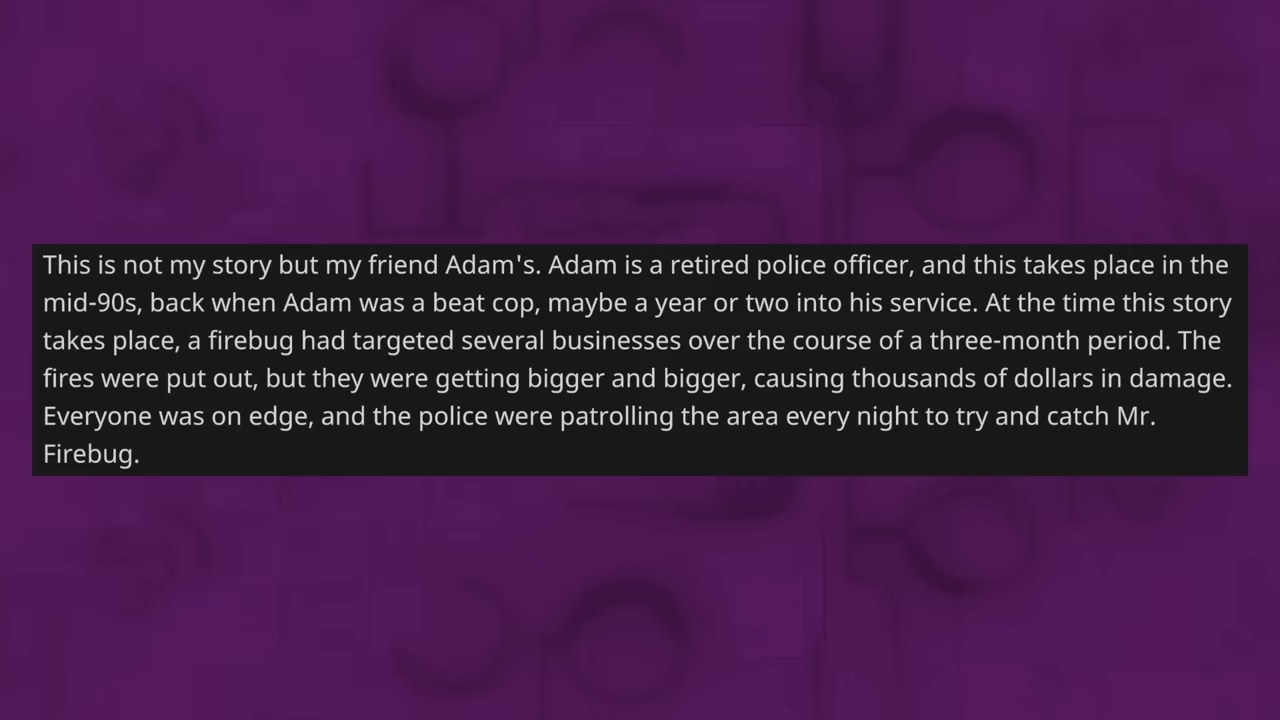 This is not my story but my friend Adam's. Adam is a retired police officer, and this takes place in the
mid-90s, back when Adam was a beat cop, maybe a year or two into his service. At the time this story
takes place, a firebug had targeted several businesses over the course of a three-month period. The
fires were put out, but they were getting bigger and bigger, causing thousands of dollars in damage.
Everyone was on edge, and the police were patrolling the area every night to try and catch Mr.
Firebug.